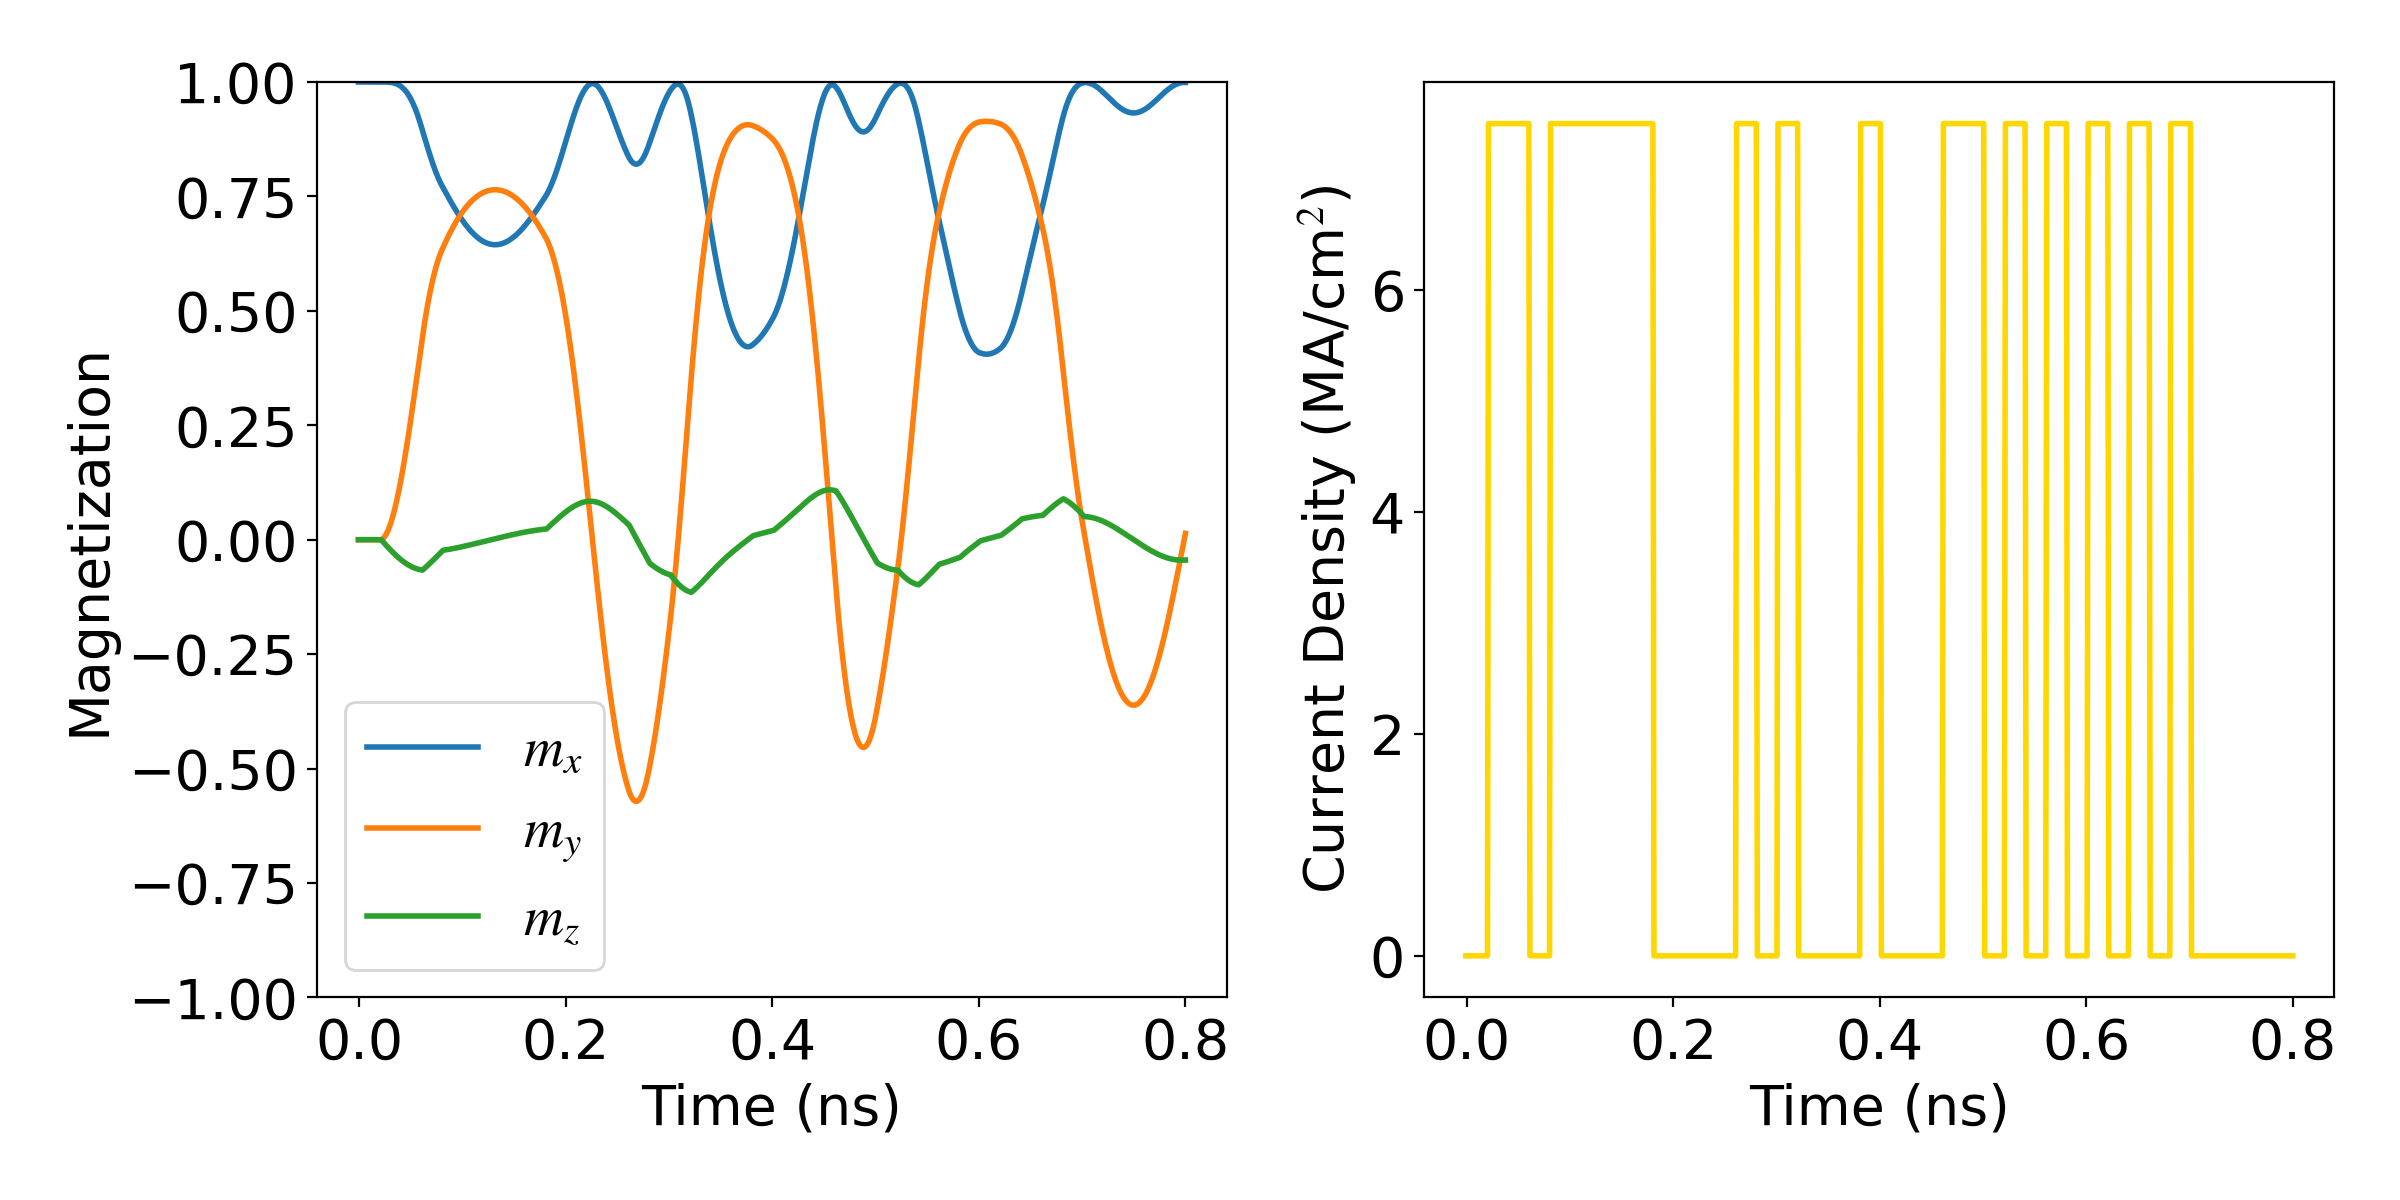 Magnetization
1.00
0.75
0.50
0.25
0.00
−0.25
−0.50
−0.75
−1.00
m_x
m_y
m_z
0.0 0.2 0.4 0.6 0.8
Time (ns)
Current Density (MA/cm²)
6
4
2
0
0.0 0.2 0.4 0.6 0.8
Time (ns)